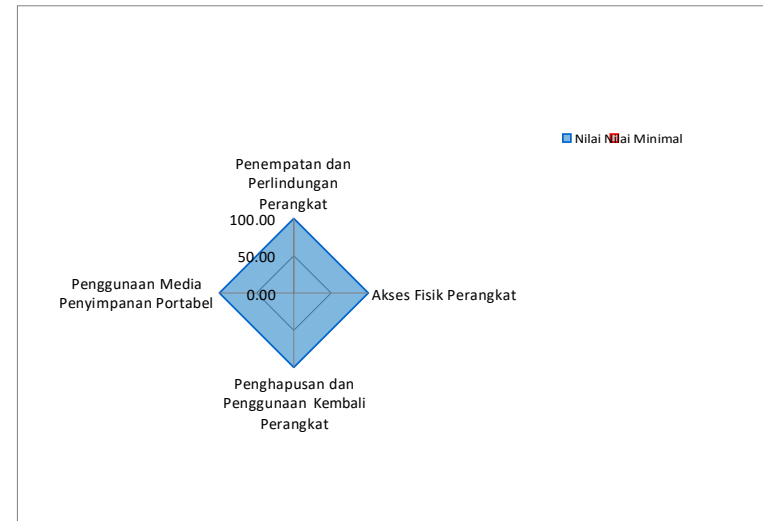 Nilai Nilai Minimal
Penempatan dan
Perlindungan
Perangkat
100.00
50.00
0.00
Penggunaan Media
Penyimpanan Portabel
Akses Fisik Perangkat
Penghapusan dan
Penggunaan Kembali
Perangkat